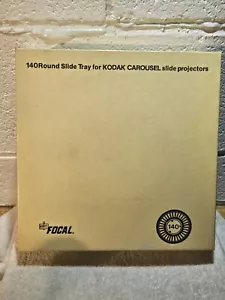 140 Round Slide Tray for KODAK CAROUSEL slide projectors
FOCAL.
140